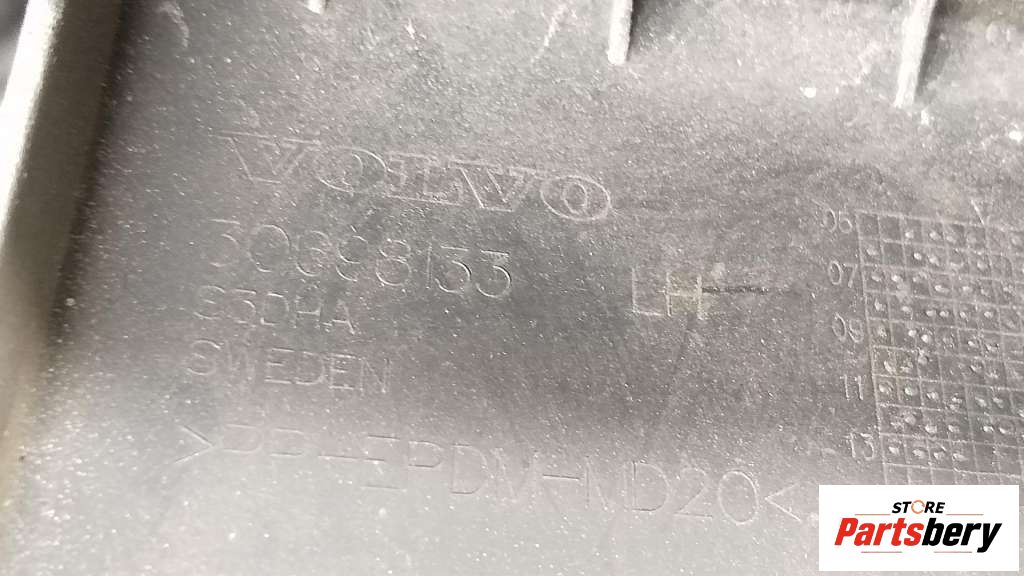 VOLVO
30698133
LH
S3DHA
SWEDEN
>PP+EPDM-MD20<
06
07
09
11
13
STORE
Partsbery